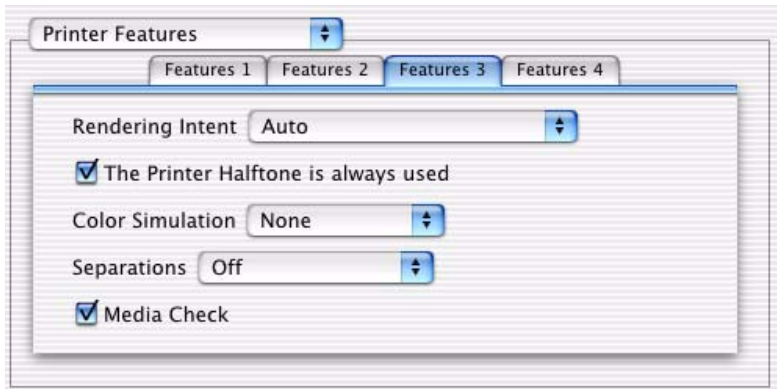 Printer Features
Features 1 Features 2 Features 3 Features 4
Rendering Intent Auto
The Printer Halftone is always used
Color Simulation None
Separations Off
Media Check